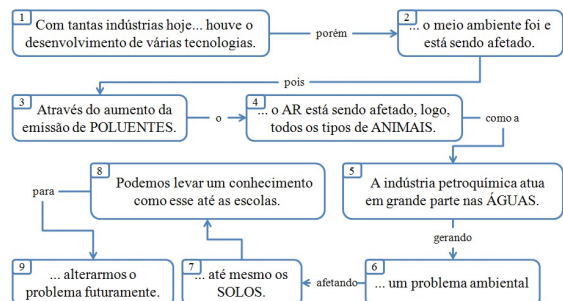 1
Com tantas indústrias hoje... houve o
desenvolvimento de várias tecnologias.
porém
2
... o meio ambiente foi e
está sendo afetado.
pois
3
Através do aumento da
emissão de POLUENTES.
o
4
... o AR está sendo afetado, logo,
todos os tipos de ANIMAIS.
como a
5
A indústria petroquímica atua
em grande parte nas ÁGUAS.
gerando
6
... um problema ambiental
afetando
7
... até mesmo os
SOLOS.
8
Podemos levar um conhecimento
como esse até as escolas.
para
9
... alterarmos o
problema futuramente.